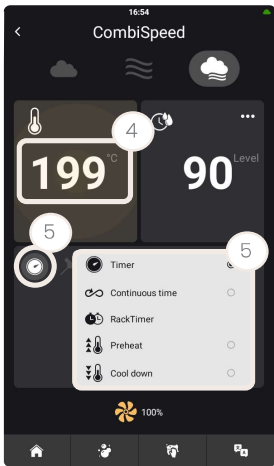 16:54
CombiSpeed
4
199 °C
90 Level
5
5
Timer
Continuous time
RackTimer
Preheat
Cool down
100%